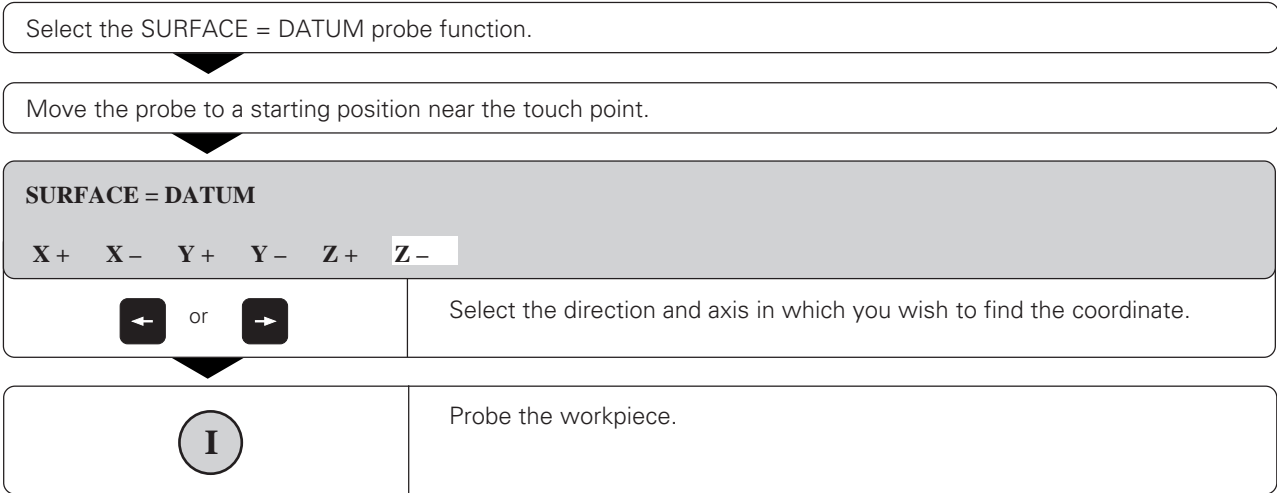 Select the SURFACE = DATUM probe function.
Move the probe to a starting position near the touch point.
SURFACE = DATUM
X + X – Y + Y – Z + Z –
or
Select the direction and axis in which you wish to find the coordinate.
I
Probe the workpiece.